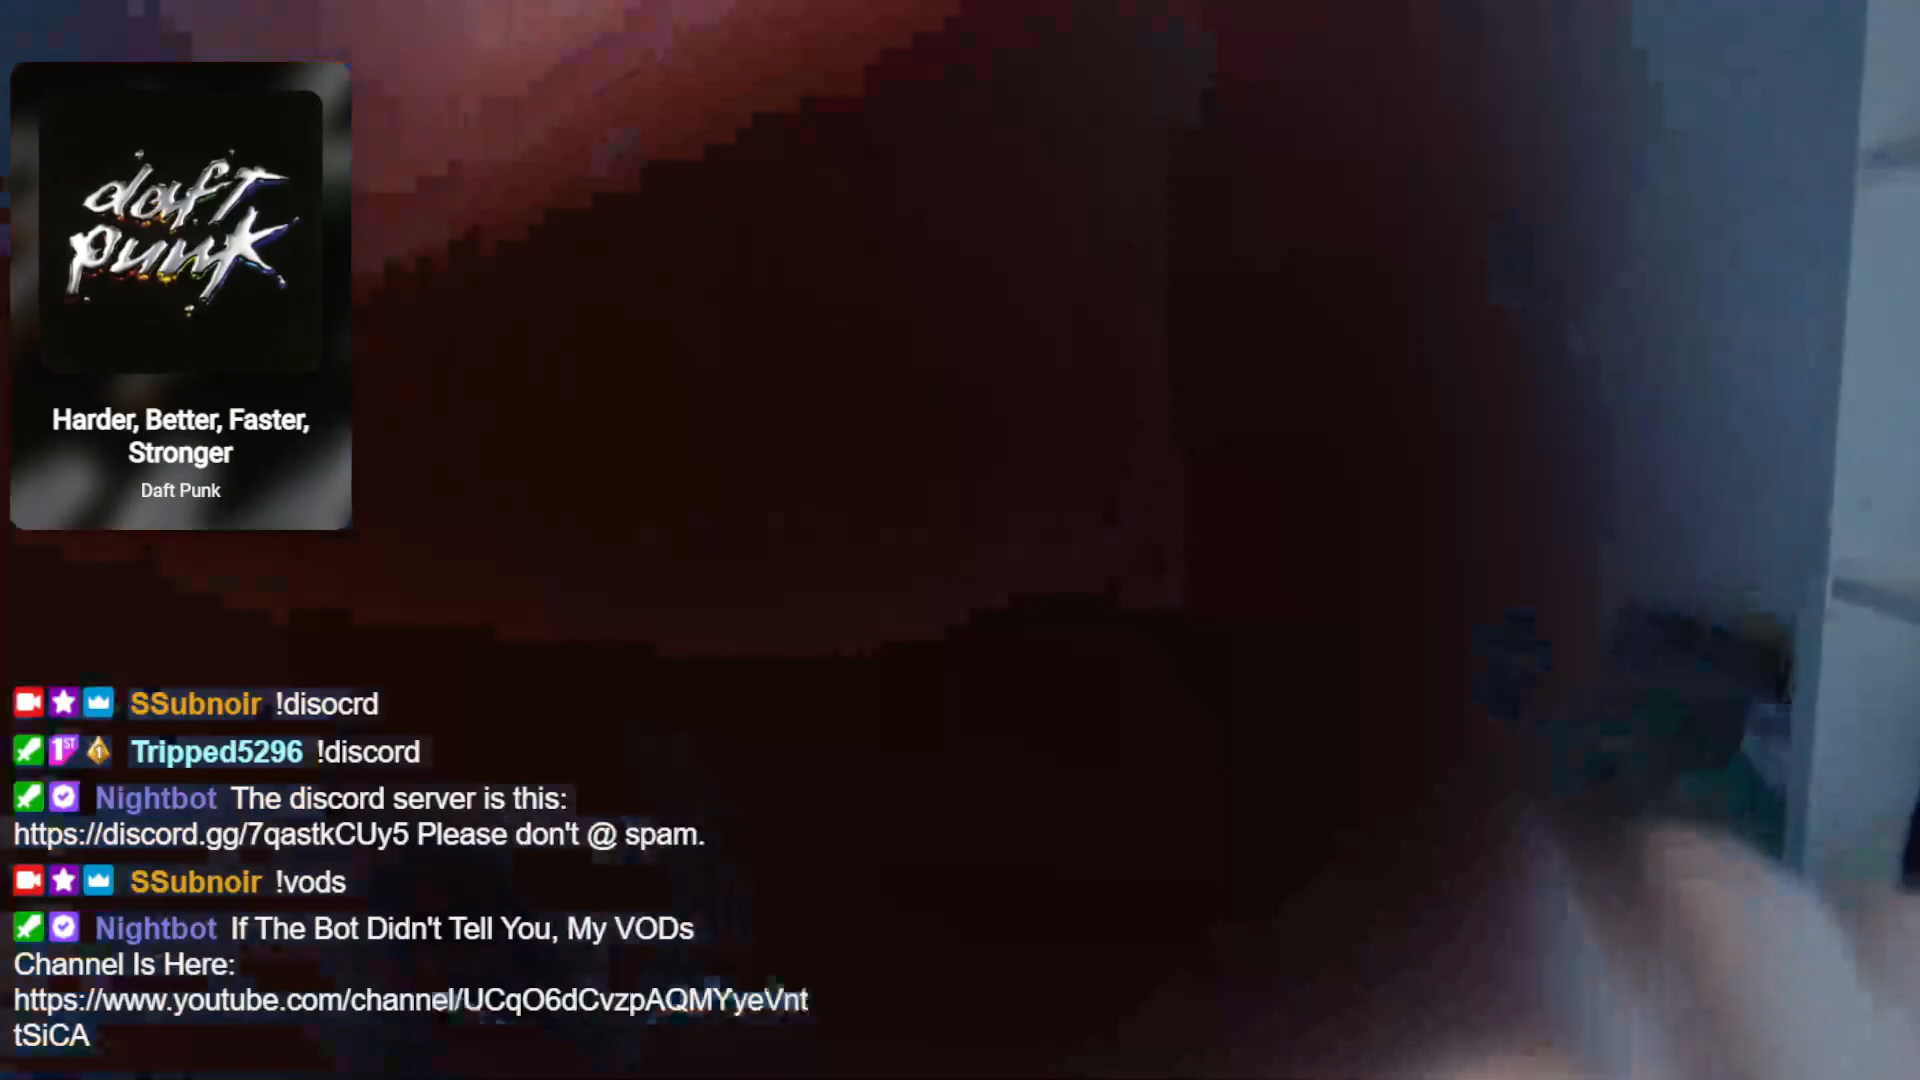 daft
punk
Harder, Better, Faster,
Stronger
Daft Punk
SSubnoir !disocrd
1ST 1 Tripped5296 !discord
Nightbot The discord server is this:
https://discord.gg/7qastkCUy5 Please don't @ spam.
SSubnoir !vods
Nightbot If The Bot Didn't Tell You, My VODs
Channel Is Here:
https://www.youtube.com/channel/UCqO6dCvzpAQMYyeVnt
tSiCA